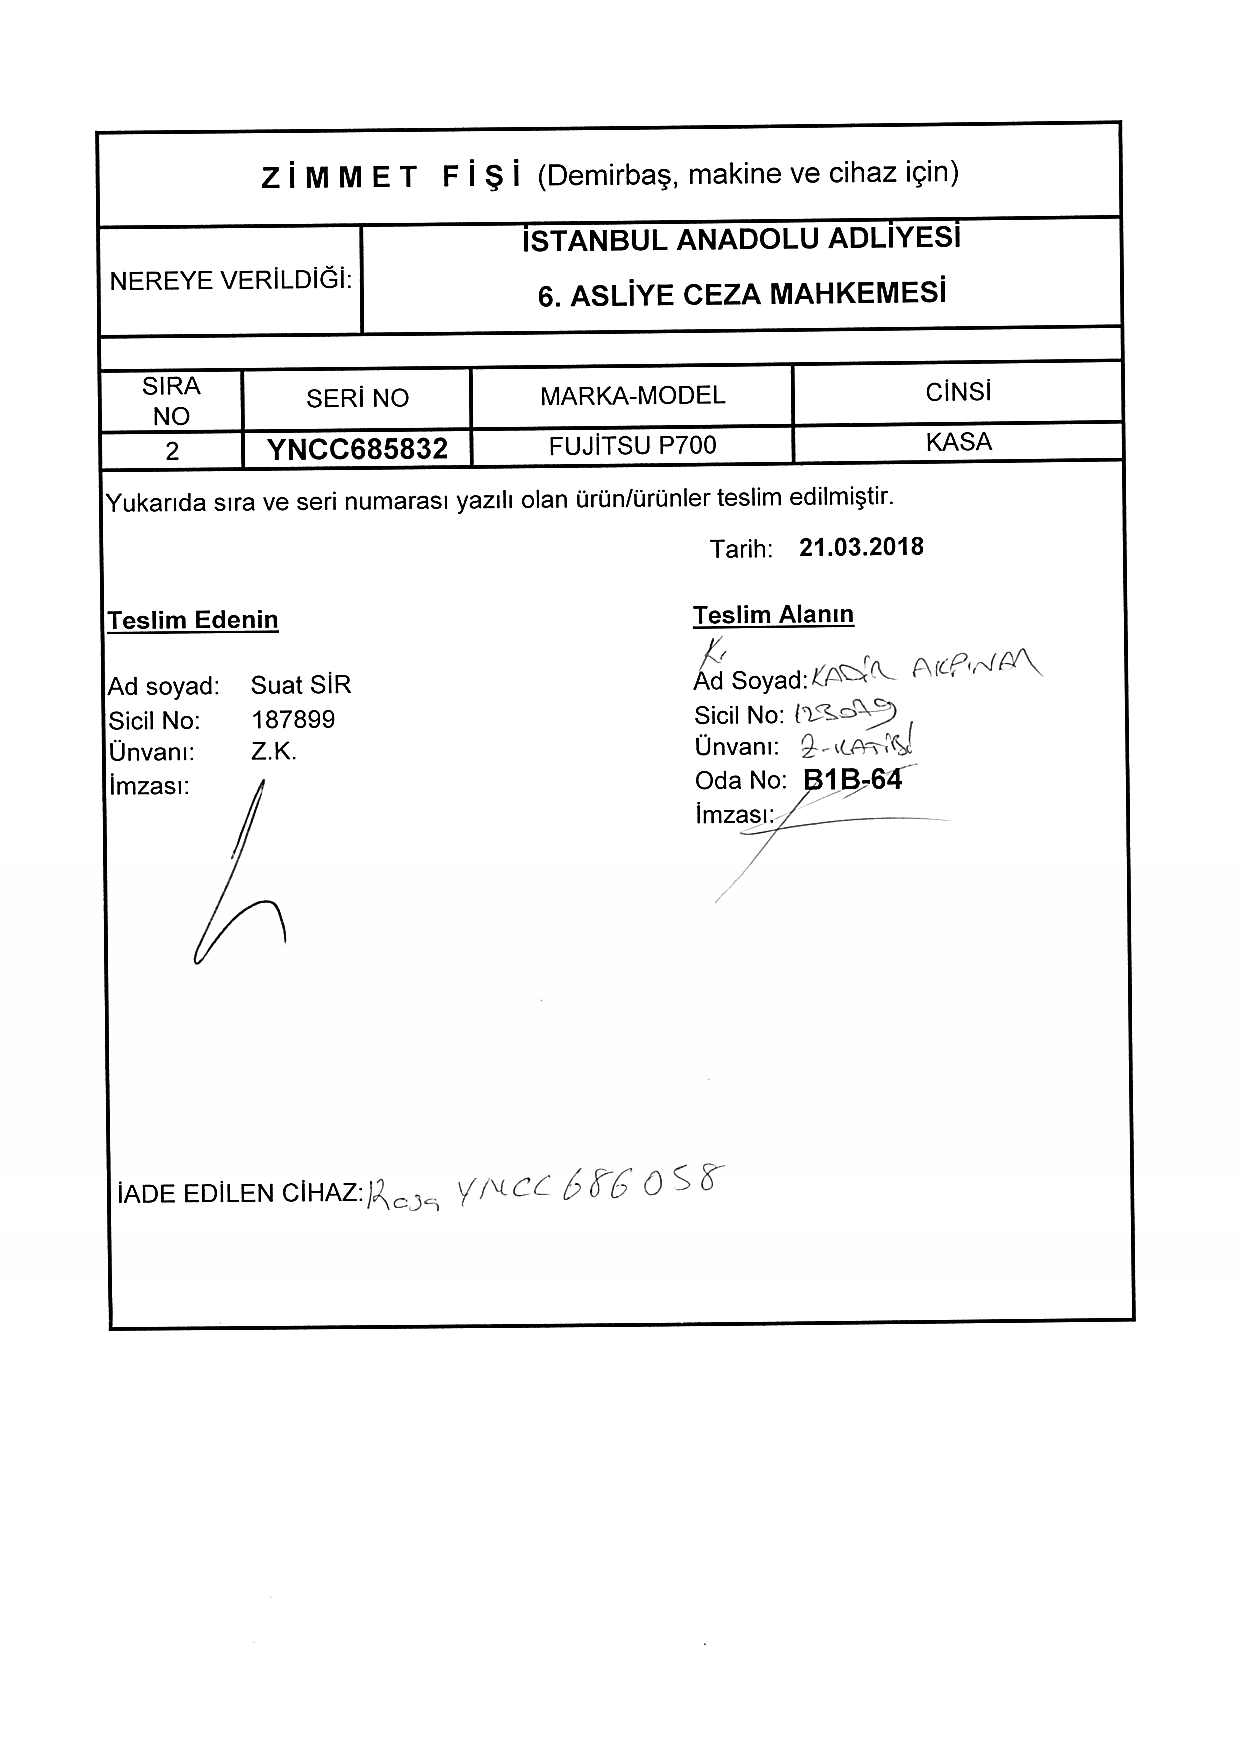 ZİMMET FİŞİ (Demirbaş, makine ve cihaz için)
NEREYE VERİLDİĞİ:
İSTANBUL ANADOLU ADLİYESİ
6. ASLİYE CEZA MAHKEMESİ
SIRA NO SERİ NO MARKA-MODEL CİNSİ
2 YNCC685832 FUJİTSU P700 KASA
Yukarıda sıra ve seri numarası yazılı olan ürün/ürünler teslim edilmiştir.
Tarih: 21.03.2018
Teslim Edenin
Ad soyad: Suat SİR
Sicil No: 187899
Ünvanı: Z.K.
İmzası:
Teslim Alanın
Ad Soyad: KADİR AKPINAR
Sicil No:
Ünvanı: Z-KATİBİ
Oda No: B1B-64
İmzası:
İADE EDİLEN CİHAZ: Kasa YNCC686058